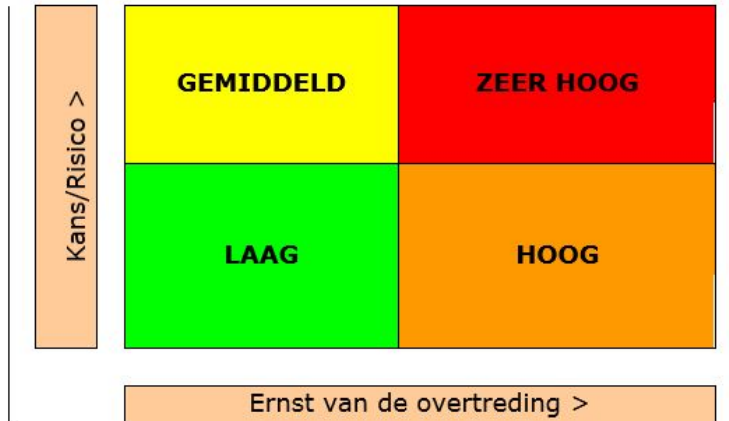 Kans/Risico >
GEMIDDELD
ZEER HOOG
LAAG
HOOG
Ernst van de overtreding >